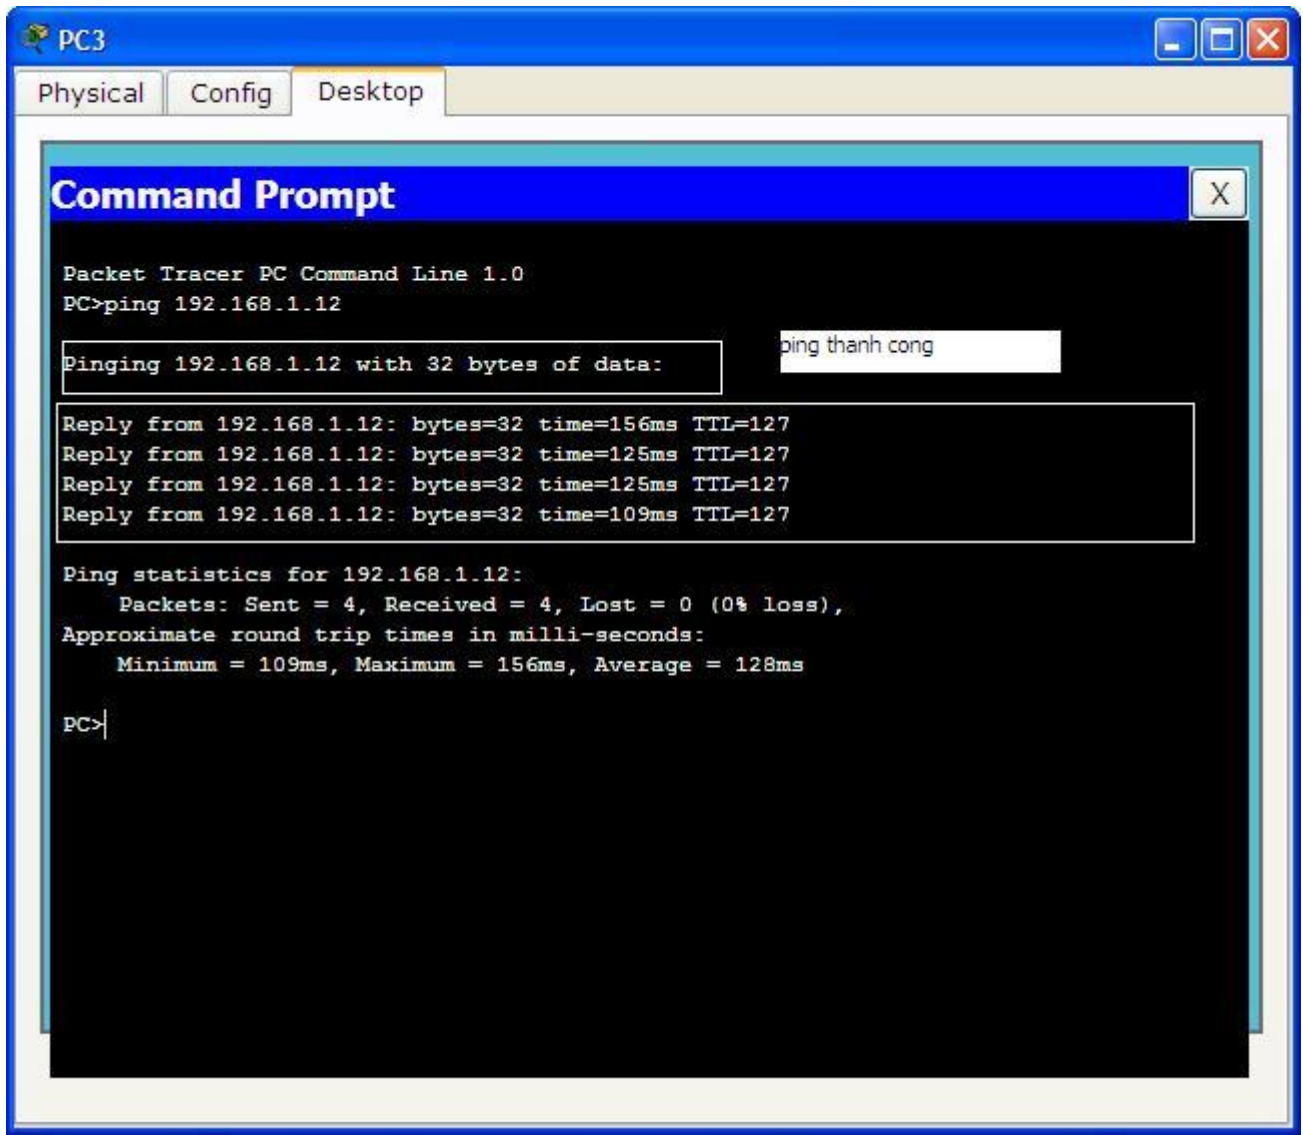 PC3
Physical Config Desktop
Command Prompt X
Packet Tracer PC Command Line 1.0
PC>ping 192.168.1.12
ping thanh cong
Pinging 192.168.1.12 with 32 bytes of data:
Reply from 192.168.1.12: bytes=32 time=156ms TTL=127
Reply from 192.168.1.12: bytes=32 time=125ms TTL=127
Reply from 192.168.1.12: bytes=32 time=125ms TTL=127
Reply from 192.168.1.12: bytes=32 time=109ms TTL=127
Ping statistics for 192.168.1.12:
Packets: Sent = 4, Received = 4, Lost = 0 (0% loss),
Approximate round trip times in milli-seconds:
Minimum = 109ms, Maximum = 156ms, Average = 128ms
PC>